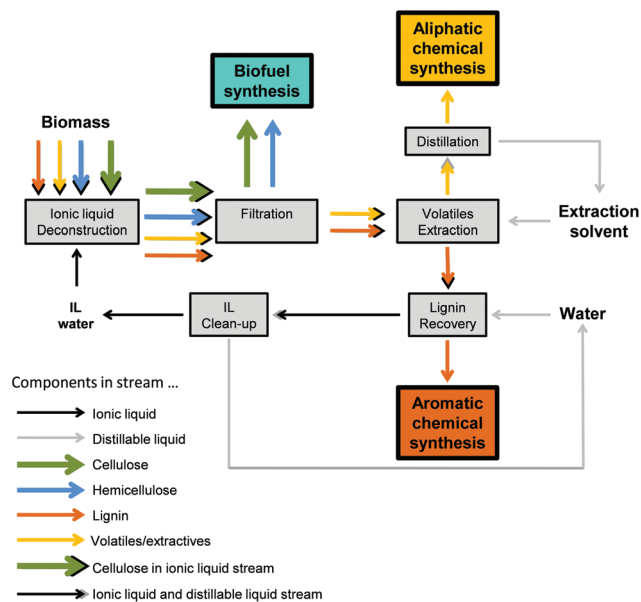 Aliphatic
chemical
synthesis
Biofuel
synthesis
Biomass
Distillation
Ionic liquid
Deconstruction
Filtration
Volatiles
Extraction
Extraction
solvent
IL
water
IL
Clean-up
Lignin
Recovery
Water
Aromatic
chemical
synthesis
Components in stream ...
Ionic liquid
Distillable liquid
Cellulose
Hemicellulose
Lignin
Volatiles/extractives
Cellulose in ionic liquid stream
Ionic liquid and distillable liquid stream